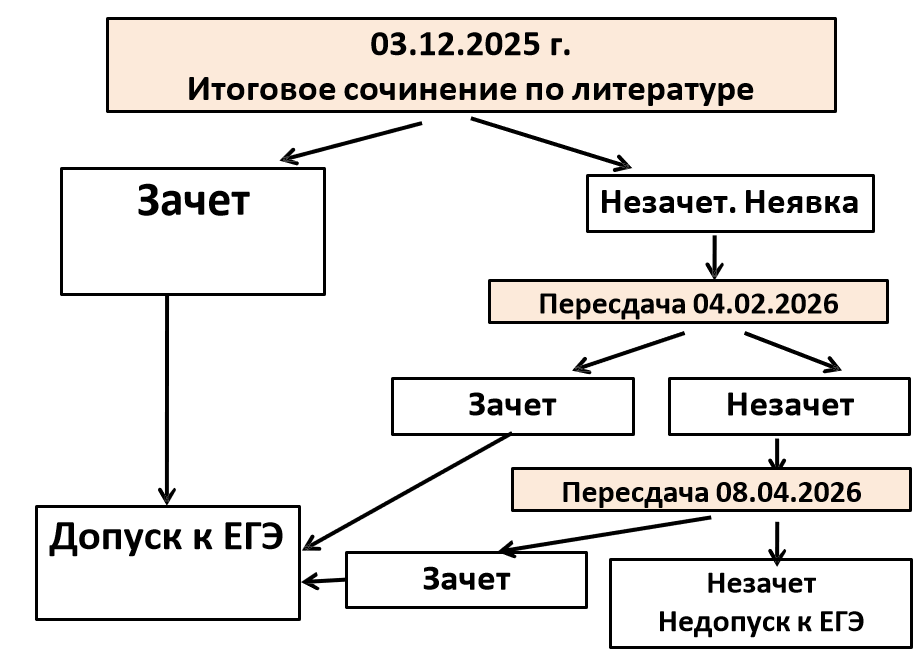 03.12.2025 г.
Итоговое сочинение по литературе
Зачет
Незачет. Неявка
Пересдача 04.02.2026
Зачет
Незачет
Пересдача 08.04.2026
Допуск к ЕГЭ
Зачет
Незачет
Недопуск к ЕГЭ